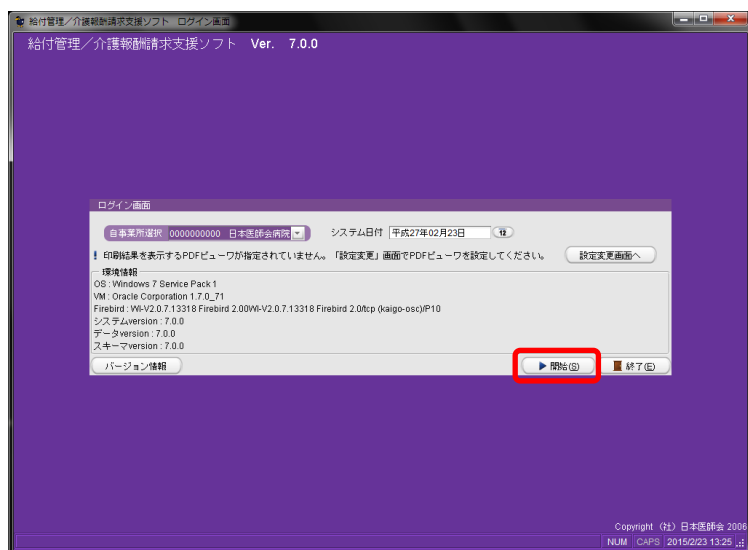 給付管理／介護報酬請求支援ソフト ログイン画面
給付管理／介護報酬請求支援ソフト Ver. 7.0.0
ログイン画面
自事業所選択 0000000000 日本医師会病院 システム日付 平成27年02月23日
! 印刷結果を表示するPDFビューワが指定されていません。「設定変更」画面でPDFビューワを設定してください。 設定変更画面へ
環境情報
OS : Windows 7 Service Pack 1
VM : Oracle Corporation 1.7.0_71
Firebird : WI-V2.0.7.13318 Firebird 2.00WI-V2.0.7.13318 Firebird 2.0/tcp (kaigo-osc)/P10
システムversion : 7.0.0
データversion : 7.0.0
スキーマversion : 7.0.0
バージョン情報 開始(S) 終了(E)
Copyright（社）日本医師会 2006
NUM CAPS 2015/2/23 13:25